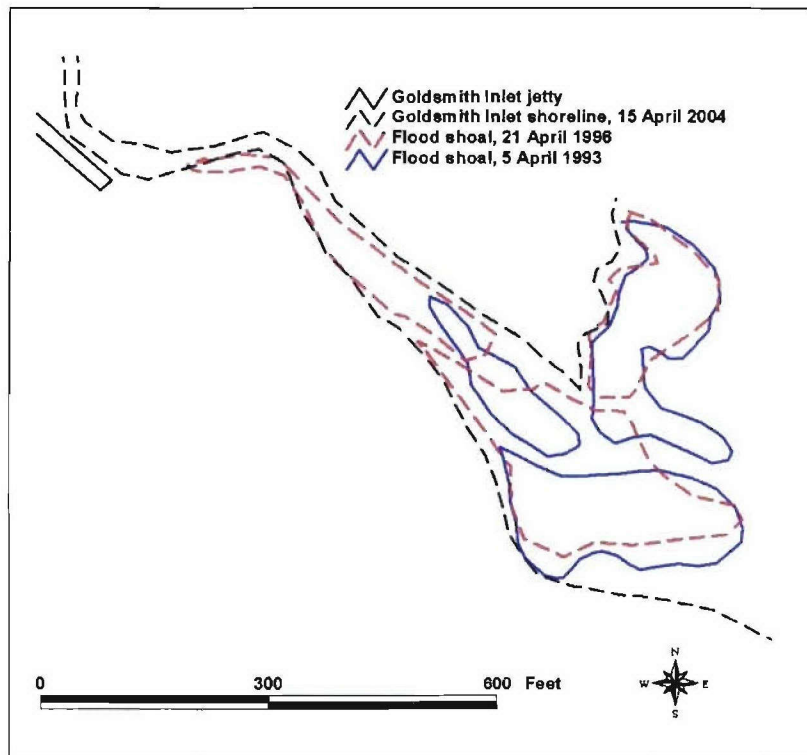 Goldsmith Inlet jetty
Goldsmith Inlet shoreline, 15 April 2004
Flood shoal, 21 April 1996
Flood shoal, 5 April 1993
0 300 600 Feet
N
W E
S